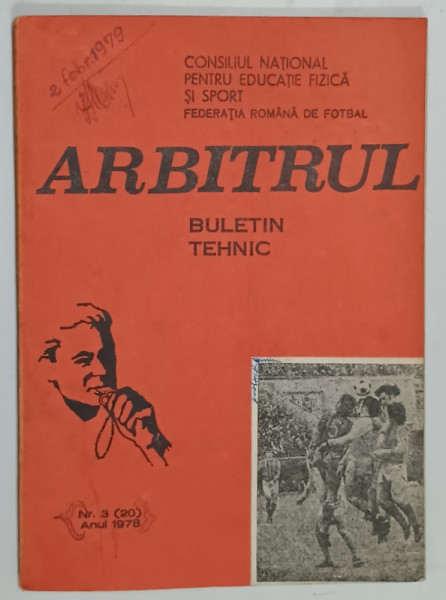 2 febr. 1979
CONSILIUL NAȚIONAL
PENTRU EDUCAȚIE FIZICĂ
ȘI SPORT
FEDERAȚIA ROMÂNĂ DE FOTBAL
ARBITRUL
BULETIN
TEHNIC
Nr. 3 (20)
Anul 1978